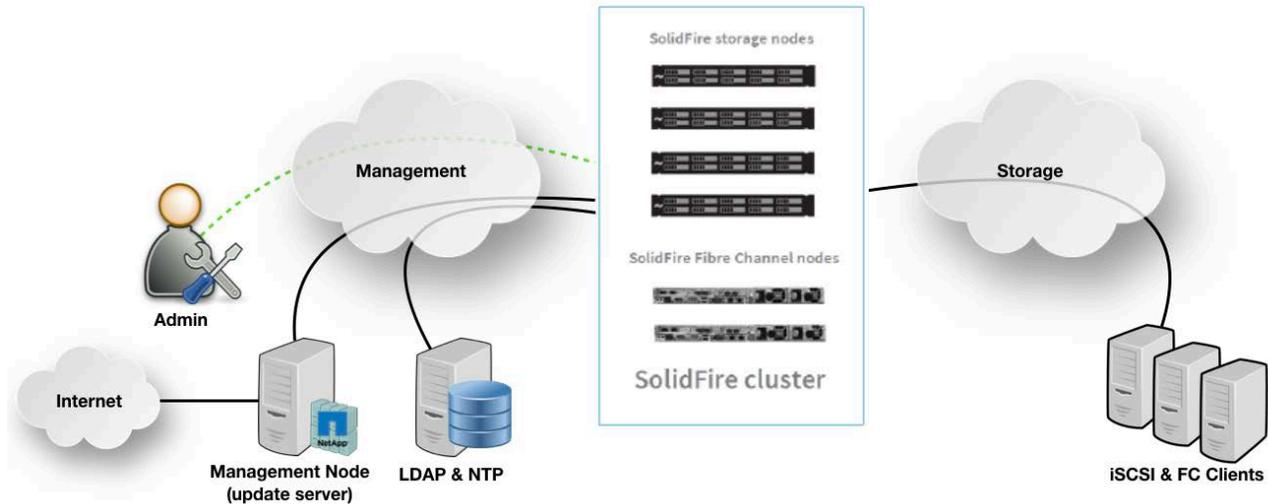 SolidFire storage nodes
Management
Storage
SolidFire Fibre Channel nodes
Admin
SolidFire cluster
Internet
NetApp
Management Node
(update server)
LDAP & NTP
iSCSI & FC Clients